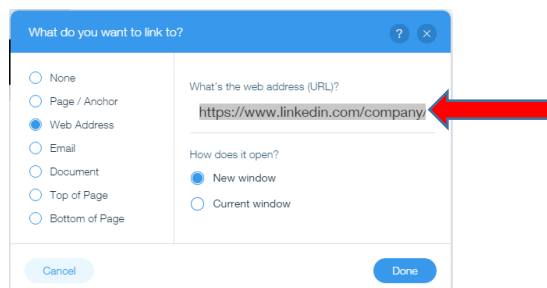 What do you want to link to?
?
None
Page / Anchor
Web Address
Email
Document
Top of Page
Bottom of Page
What's the web address (URL)?
https://www.linkedin.com/company/
How does it open?
New window
Current window
Cancel
Done